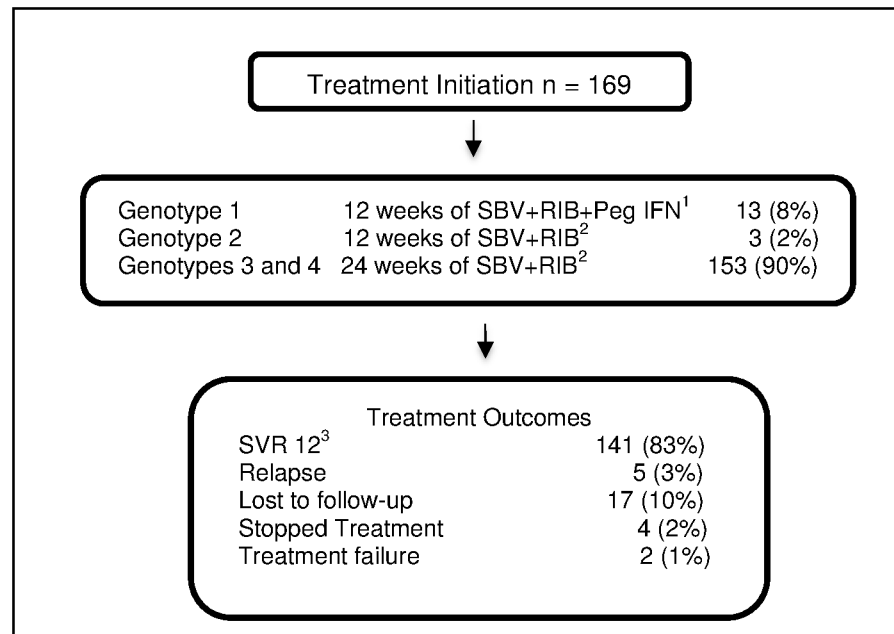 Treatment Initiation n = 169
Genotype 1 12 weeks of SBV+RIB+Peg IFN¹ 13 (8%)
Genotype 2 12 weeks of SBV+RIB² 3 (2%)
Genotypes 3 and 4 24 weeks of SBV+RIB² 153 (90%)
Treatment Outcomes
SVR 12³ 141 (83%)
Relapse 5 (3%)
Lost to follow-up 17 (10%)
Stopped Treatment 4 (2%)
Treatment failure 2 (1%)